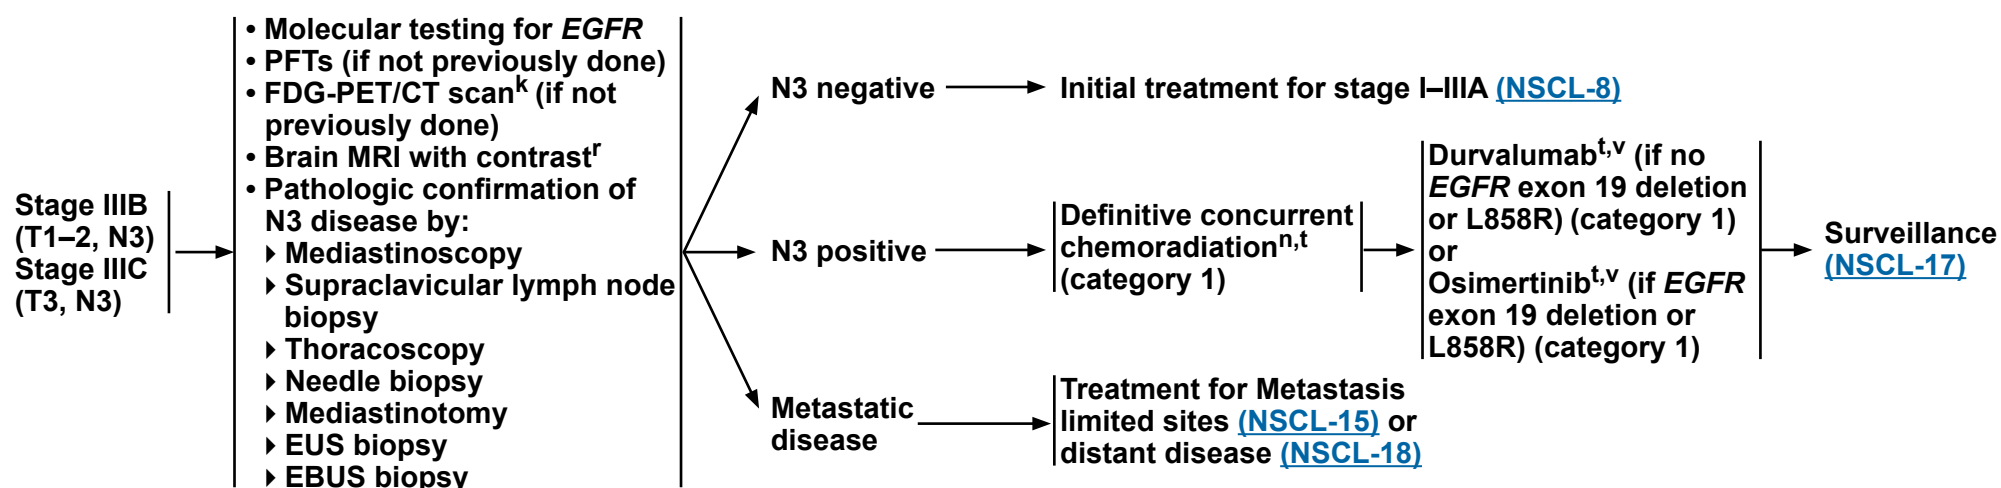 Stage IIIB
(T1–2, N3)
Stage IIIC
(T3, N3)
• Molecular testing for EGFR
• PFTs (if not previously done)
• FDG-PET/CT scank (if not
previously done)
• Brain MRI with contrastr
• Pathologic confirmation of
N3 disease by:
▸ Mediastinoscopy
▸ Supraclavicular lymph node
biopsy
▸ Thoracoscopy
▸ Needle biopsy
▸ Mediastinotomy
▸ EUS biopsy
▸ EBUS biopsy
N3 negative
Initial treatment for stage I–IIIA (NSCL-8)
N3 positive
Definitive concurrent
chemoradiationn,t
(category 1)
Durvalumabt,v (if no
EGFR exon 19 deletion
or L858R) (category 1)
or
Osimertinibt,v (if EGFR
exon 19 deletion or
L858R) (category 1)
Surveillance
(NSCL-17)
Metastatic
disease
Treatment for Metastasis
limited sites (NSCL-15) or
distant disease (NSCL-18)